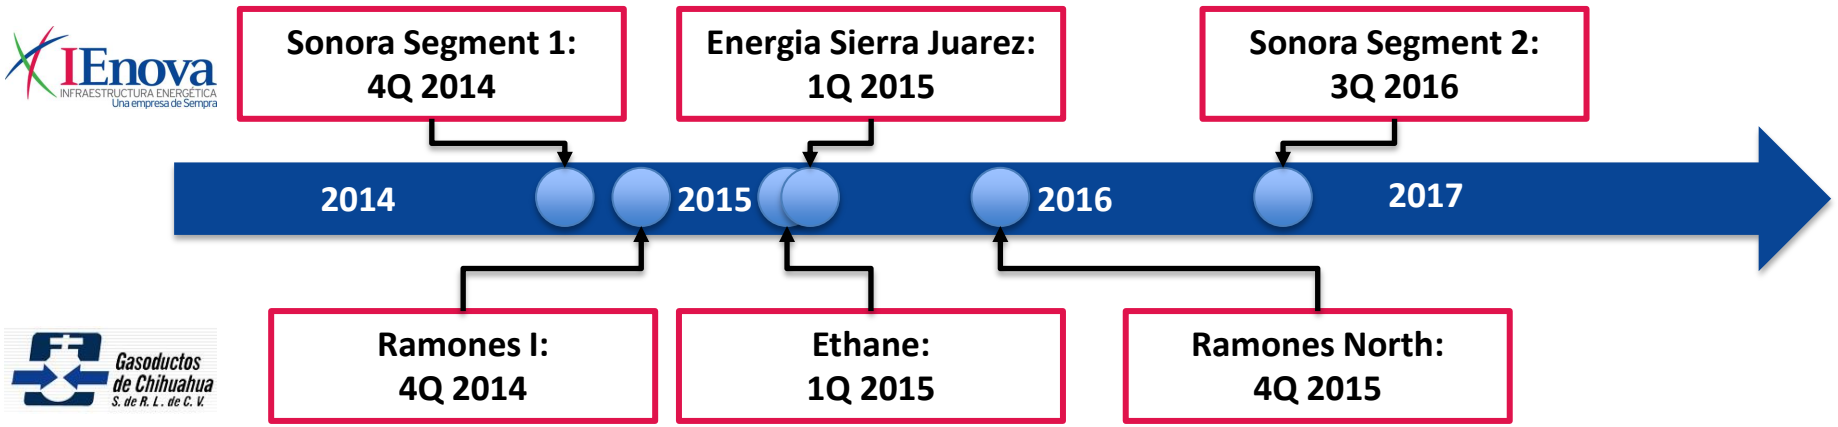 IEnova
INFRAESTRUCTURA ENERGÉTICA
Una empresa de Sempra
Sonora Segment 1:
4Q 2014
Energia Sierra Juarez:
1Q 2015
Sonora Segment 2:
3Q 2016
2014
2015
2016
2017
Gasoductos
de Chihuahua
S. de R. L. de C. V.
Ramones I:
4Q 2014
Ethane:
1Q 2015
Ramones North:
4Q 2015